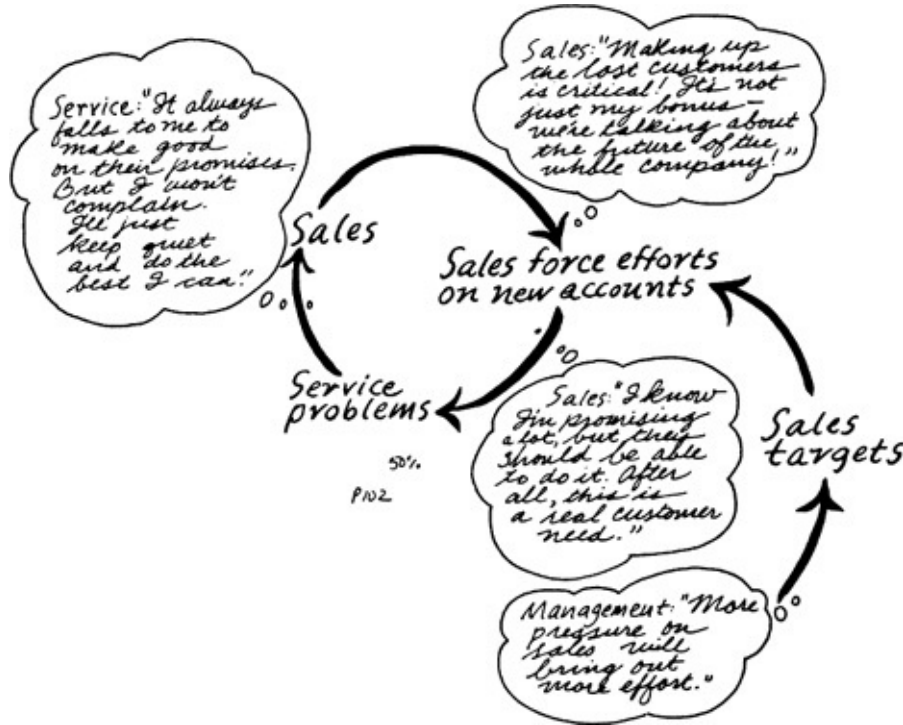 Service: "It always
falls to me to
make good
on their promises.
But I won't
complain.
I'll just
keep quiet
and do the
best I can."
Sales: "Making up
the lost customers
is critical! It's not
just my bonus—
we're talking about
the future of the
whole company!"
Sales
Sales force efforts
on new accounts
Service
problems
50%
P102
Sales: "I know
I'm promising
a lot, but they
should be able
to do it. After
all, this is
a real customer
need."
Sales
targets
Management: "More
pressure on
sales will
bring out
more effort."